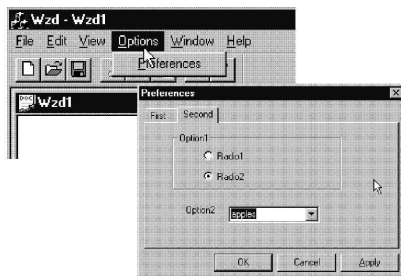 Wzd - Wzd1
File Edit View Options Window Help
Preferences
Wzd1
Preferences
First Second
Option1
Radio1
Radio2
Option2 apples
OK Cancel Apply